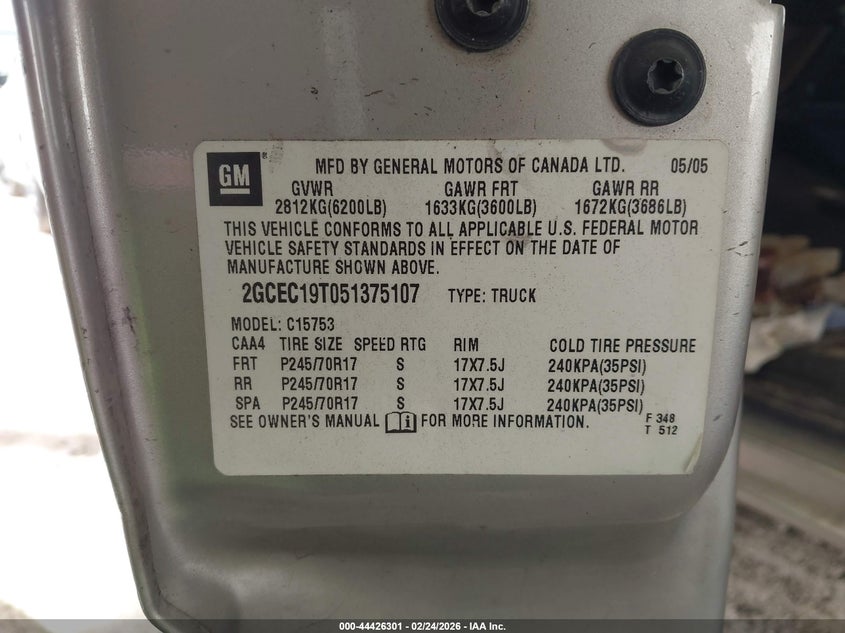 GM ® MFD BY GENERAL MOTORS OF CANADA LTD. 05/05
GVWR GAWR FRT GAWR RR
2812KG(6200LB) 1633KG(3600LB) 1672KG(3686LB)
THIS VEHICLE CONFORMS TO ALL APPLICABLE U.S. FEDERAL MOTOR
VEHICLE SAFETY STANDARDS IN EFFECT ON THE DATE OF
MANUFACTURE SHOWN ABOVE.
2GCEC19T051375107 TYPE: TRUCK
MODEL: C15753
CAA4 TIRE SIZE SPEED RTG RIM COLD TIRE PRESSURE
FRT P245/70R17 S 17X7.5J 240KPA(35PSI)
RR P245/70R17 S 17X7.5J 240KPA(35PSI)
SPA P245/70R17 S 17X7.5J 240KPA(35PSI)
SEE OWNER'S MANUAL FOR MORE INFORMATION. F 348
T 512
000-44426301 - 02/24/2026 - IAA Inc.